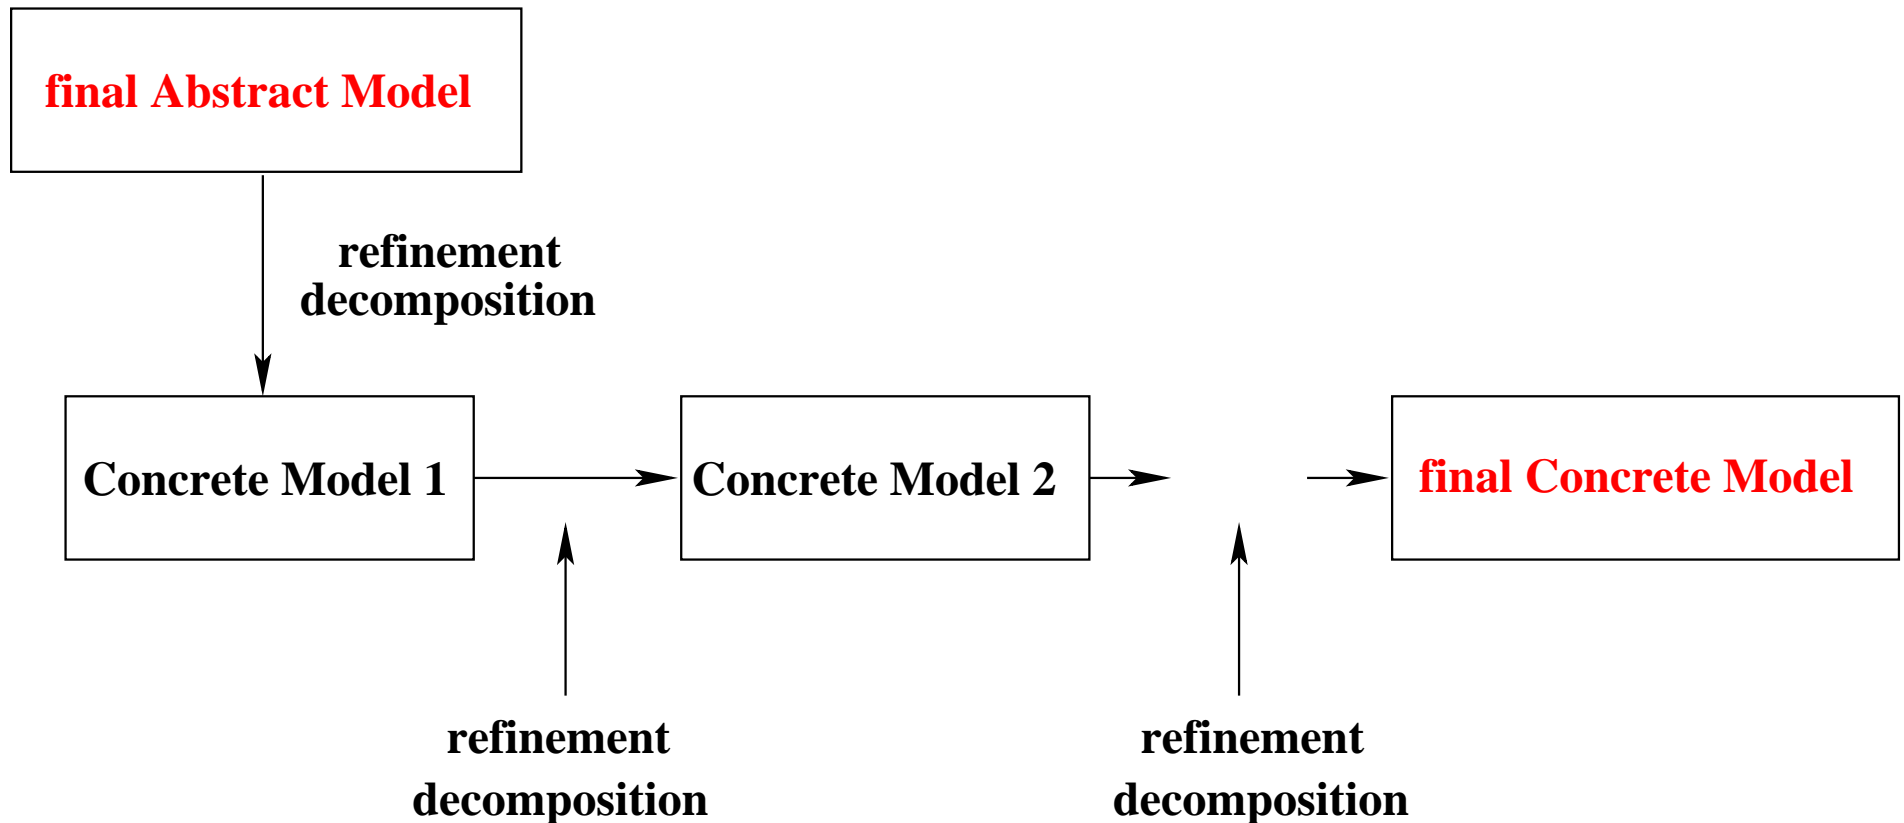 final Abstract Model
refinement
decomposition
Concrete Model 1
Concrete Model 2
final Concrete Model
refinement
decomposition
refinement
decomposition